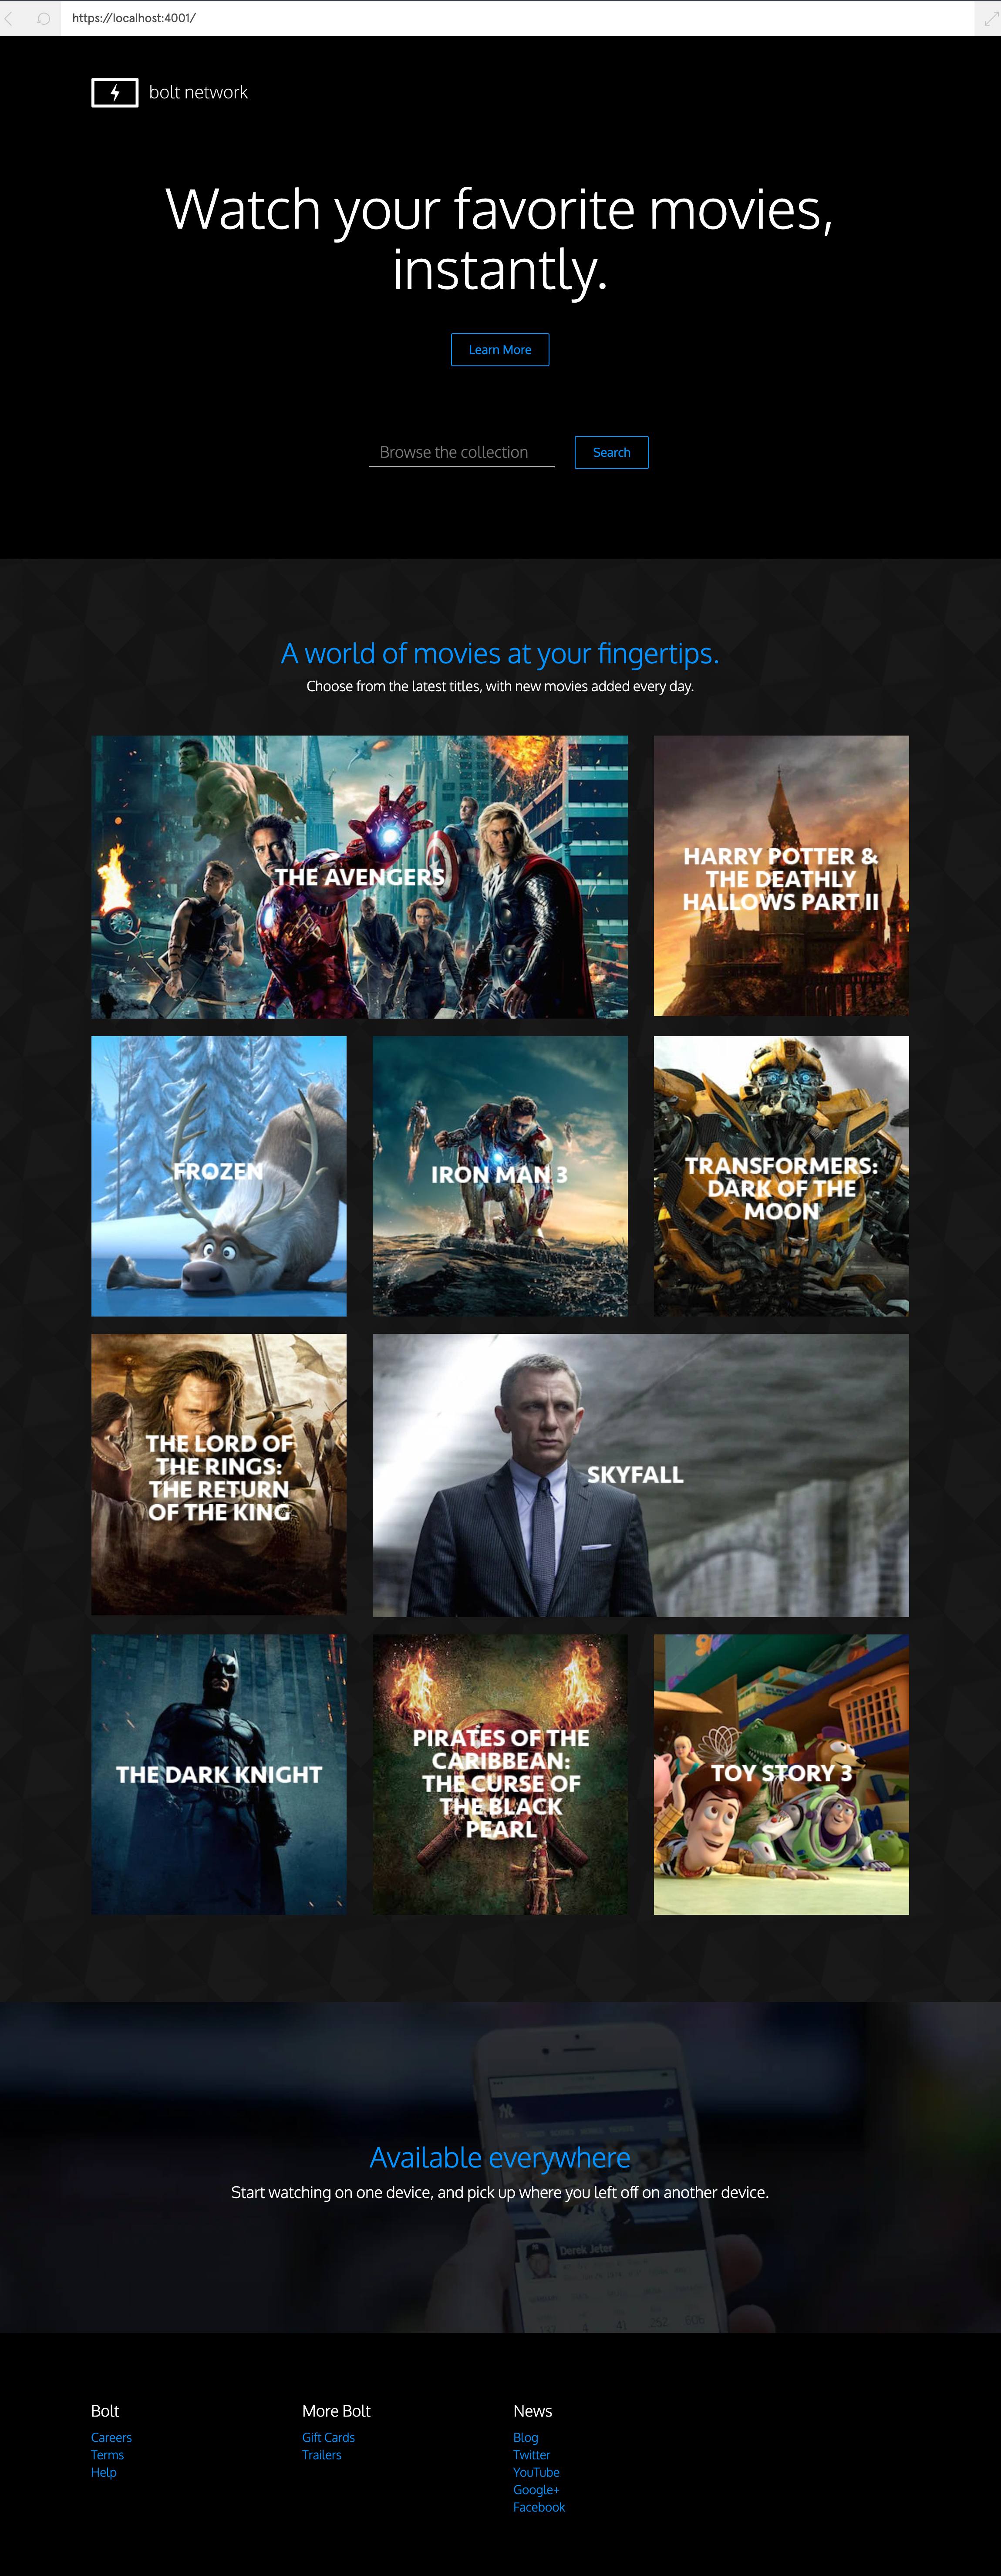 https://localhost:4001/
bolt network
Watch your favorite movies,
instantly.
Learn More
Browse the collection
Search
A world of movies at your fingertips.
Choose from the latest titles, with new movies added every day.
THE AVENGERS
HARRY POTTER &
THE DEATHLY
HALLOWS PART II
FROZEN
IRON MAN 3
TRANSFORMERS:
DARK OF THE
MOON
THE LORD OF
THE RINGS:
THE RETURN
OF THE KING
SKYFALL
THE DARK KNIGHT
PIRATES OF THE
CARIBBEAN:
THE CURSE OF
THE BLACK
PEARL
TOY STORY 3
Available everywhere
Start watching on one device, and pick up where you left off on another device.
Derek Jeter
Bolt
Careers
Terms
Help
More Bolt
Gift Cards
Trailers
News
Blog
Twitter
YouTube
Google+
Facebook